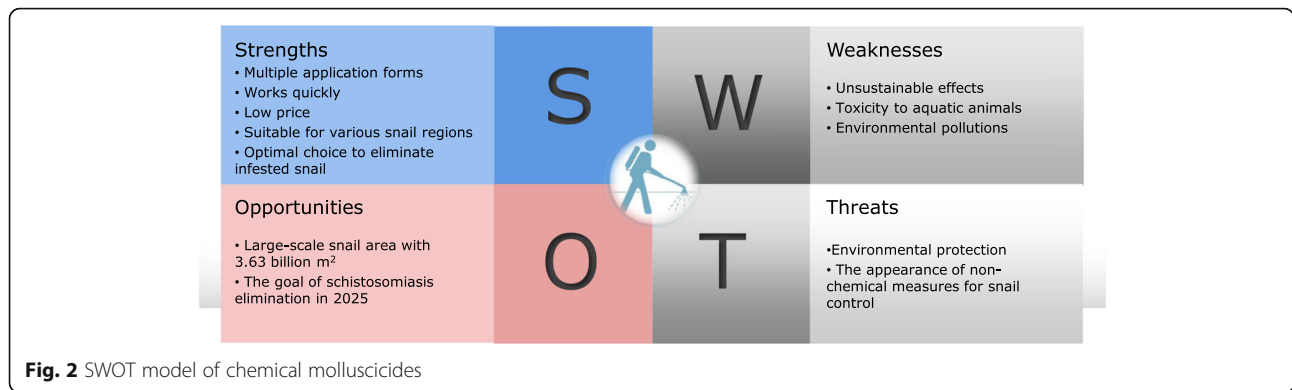 Strengths
• Multiple application forms
• Works quickly
• Low price
• Suitable for various snail regions
• Optimal choice to eliminate
infested snail
S
W
Weaknesses
• Unsustainable effects
• Toxicity to aquatic animals
• Environmental pollutions
Opportunities
• Large-scale snail area with
3.63 billion m²
• The goal of schistosomiasis
elimination in 2025
O
T
Threats
•Environmental protection
• The appearance of non-
chemical measures for snail
control
Fig. 2 SWOT model of chemical molluscicides